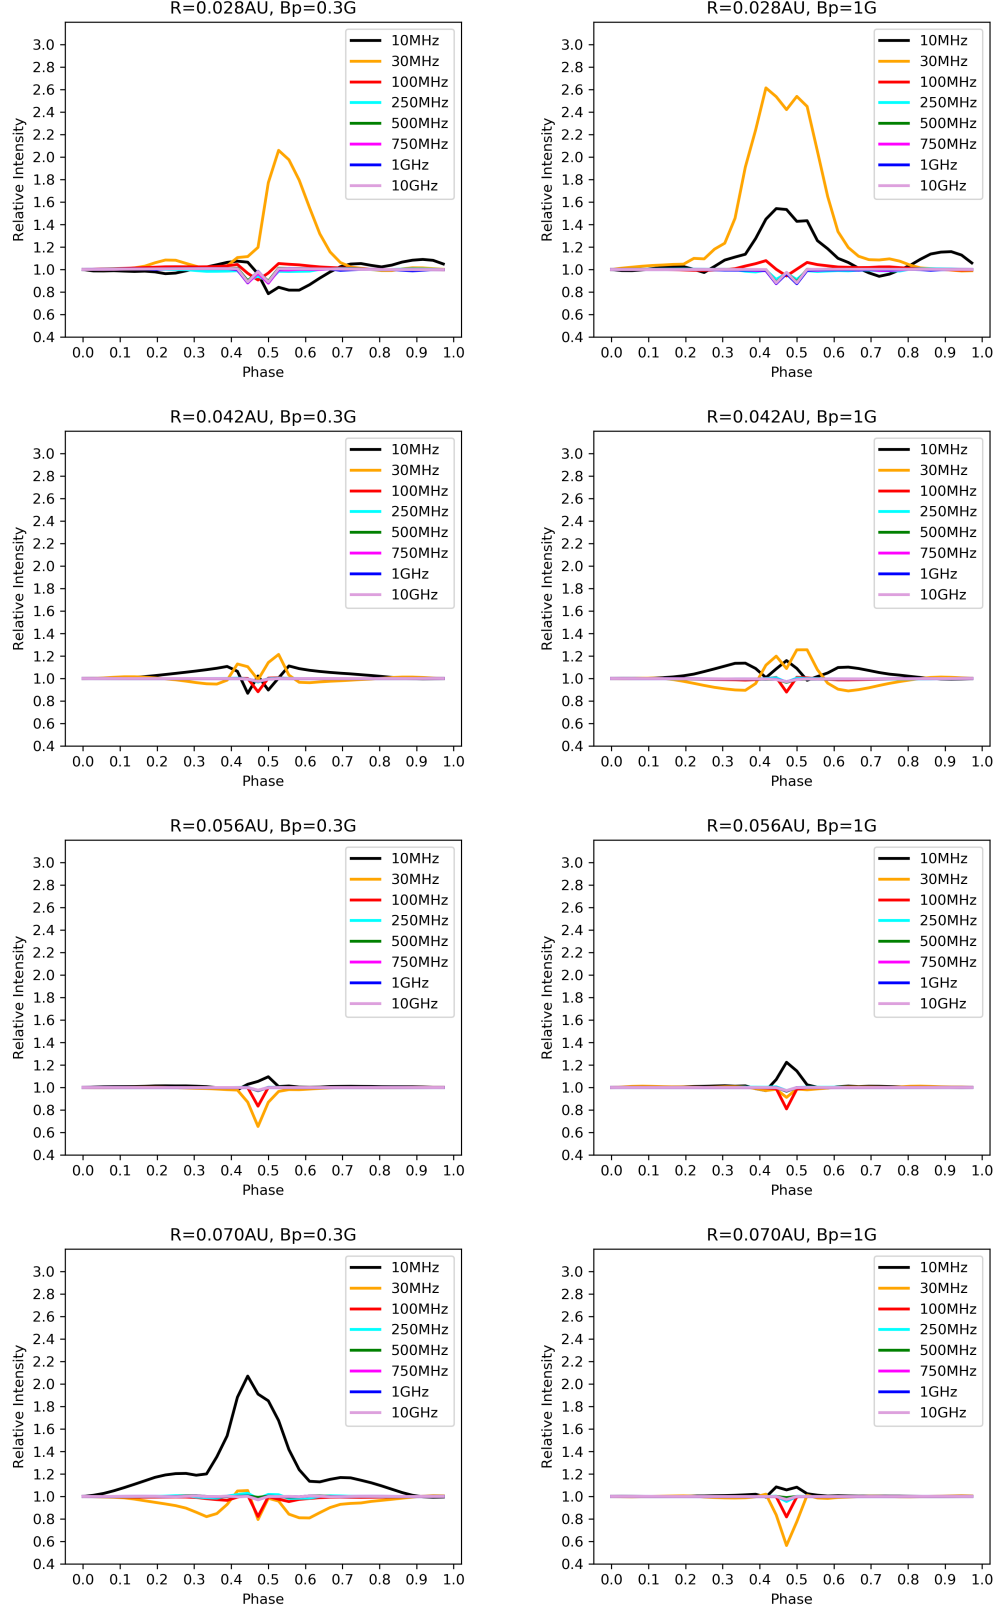 R=0.028AU, Bp=0.3G
Relative Intensity
3.0
2.8
2.6
2.4
2.2
2.0
1.8
1.6
1.4
1.2
1.0
0.8
0.6
0.4
10MHz
30MHz
100MHz
250MHz
500MHz
750MHz
1GHz
10GHz
0.0 0.1 0.2 0.3 0.4 0.5 0.6 0.7 0.8 0.9 1.0
Phase
R=0.028AU, Bp=1G
Relative Intensity
3.0
2.8
2.6
2.4
2.2
2.0
1.8
1.6
1.4
1.2
1.0
0.8
0.6
0.4
10MHz
30MHz
100MHz
250MHz
500MHz
750MHz
1GHz
10GHz
0.0 0.1 0.2 0.3 0.4 0.5 0.6 0.7 0.8 0.9 1.0
Phase
R=0.042AU, Bp=0.3G
Relative Intensity
3.0
2.8
2.6
2.4
2.2
2.0
1.8
1.6
1.4
1.2
1.0
0.8
0.6
0.4
10MHz
30MHz
100MHz
250MHz
500MHz
750MHz
1GHz
10GHz
0.0 0.1 0.2 0.3 0.4 0.5 0.6 0.7 0.8 0.9 1.0
Phase
R=0.042AU, Bp=1G
Relative Intensity
3.0
2.8
2.6
2.4
2.2
2.0
1.8
1.6
1.4
1.2
1.0
0.8
0.6
0.4
10MHz
30MHz
100MHz
250MHz
500MHz
750MHz
1GHz
10GHz
0.0 0.1 0.2 0.3 0.4 0.5 0.6 0.7 0.8 0.9 1.0
Phase
R=0.056AU, Bp=0.3G
Relative Intensity
3.0
2.8
2.6
2.4
2.2
2.0
1.8
1.6
1.4
1.2
1.0
0.8
0.6
0.4
10MHz
30MHz
100MHz
250MHz
500MHz
750MHz
1GHz
10GHz
0.0 0.1 0.2 0.3 0.4 0.5 0.6 0.7 0.8 0.9 1.0
Phase
R=0.056AU, Bp=1G
Relative Intensity
3.0
2.8
2.6
2.4
2.2
2.0
1.8
1.6
1.4
1.2
1.0
0.8
0.6
0.4
10MHz
30MHz
100MHz
250MHz
500MHz
750MHz
1GHz
10GHz
0.0 0.1 0.2 0.3 0.4 0.5 0.6 0.7 0.8 0.9 1.0
Phase
R=0.070AU, Bp=0.3G
Relative Intensity
3.0
2.8
2.6
2.4
2.2
2.0
1.8
1.6
1.4
1.2
1.0
0.8
0.6
0.4
10MHz
30MHz
100MHz
250MHz
500MHz
750MHz
1GHz
10GHz
0.0 0.1 0.2 0.3 0.4 0.5 0.6 0.7 0.8 0.9 1.0
Phase
R=0.070AU, Bp=1G
Relative Intensity
3.0
2.8
2.6
2.4
2.2
2.0
1.8
1.6
1.4
1.2
1.0
0.8
0.6
0.4
10MHz
30MHz
100MHz
250MHz
500MHz
750MHz
1GHz
10GHz
0.0 0.1 0.2 0.3 0.4 0.5 0.6 0.7 0.8 0.9 1.0
Phase